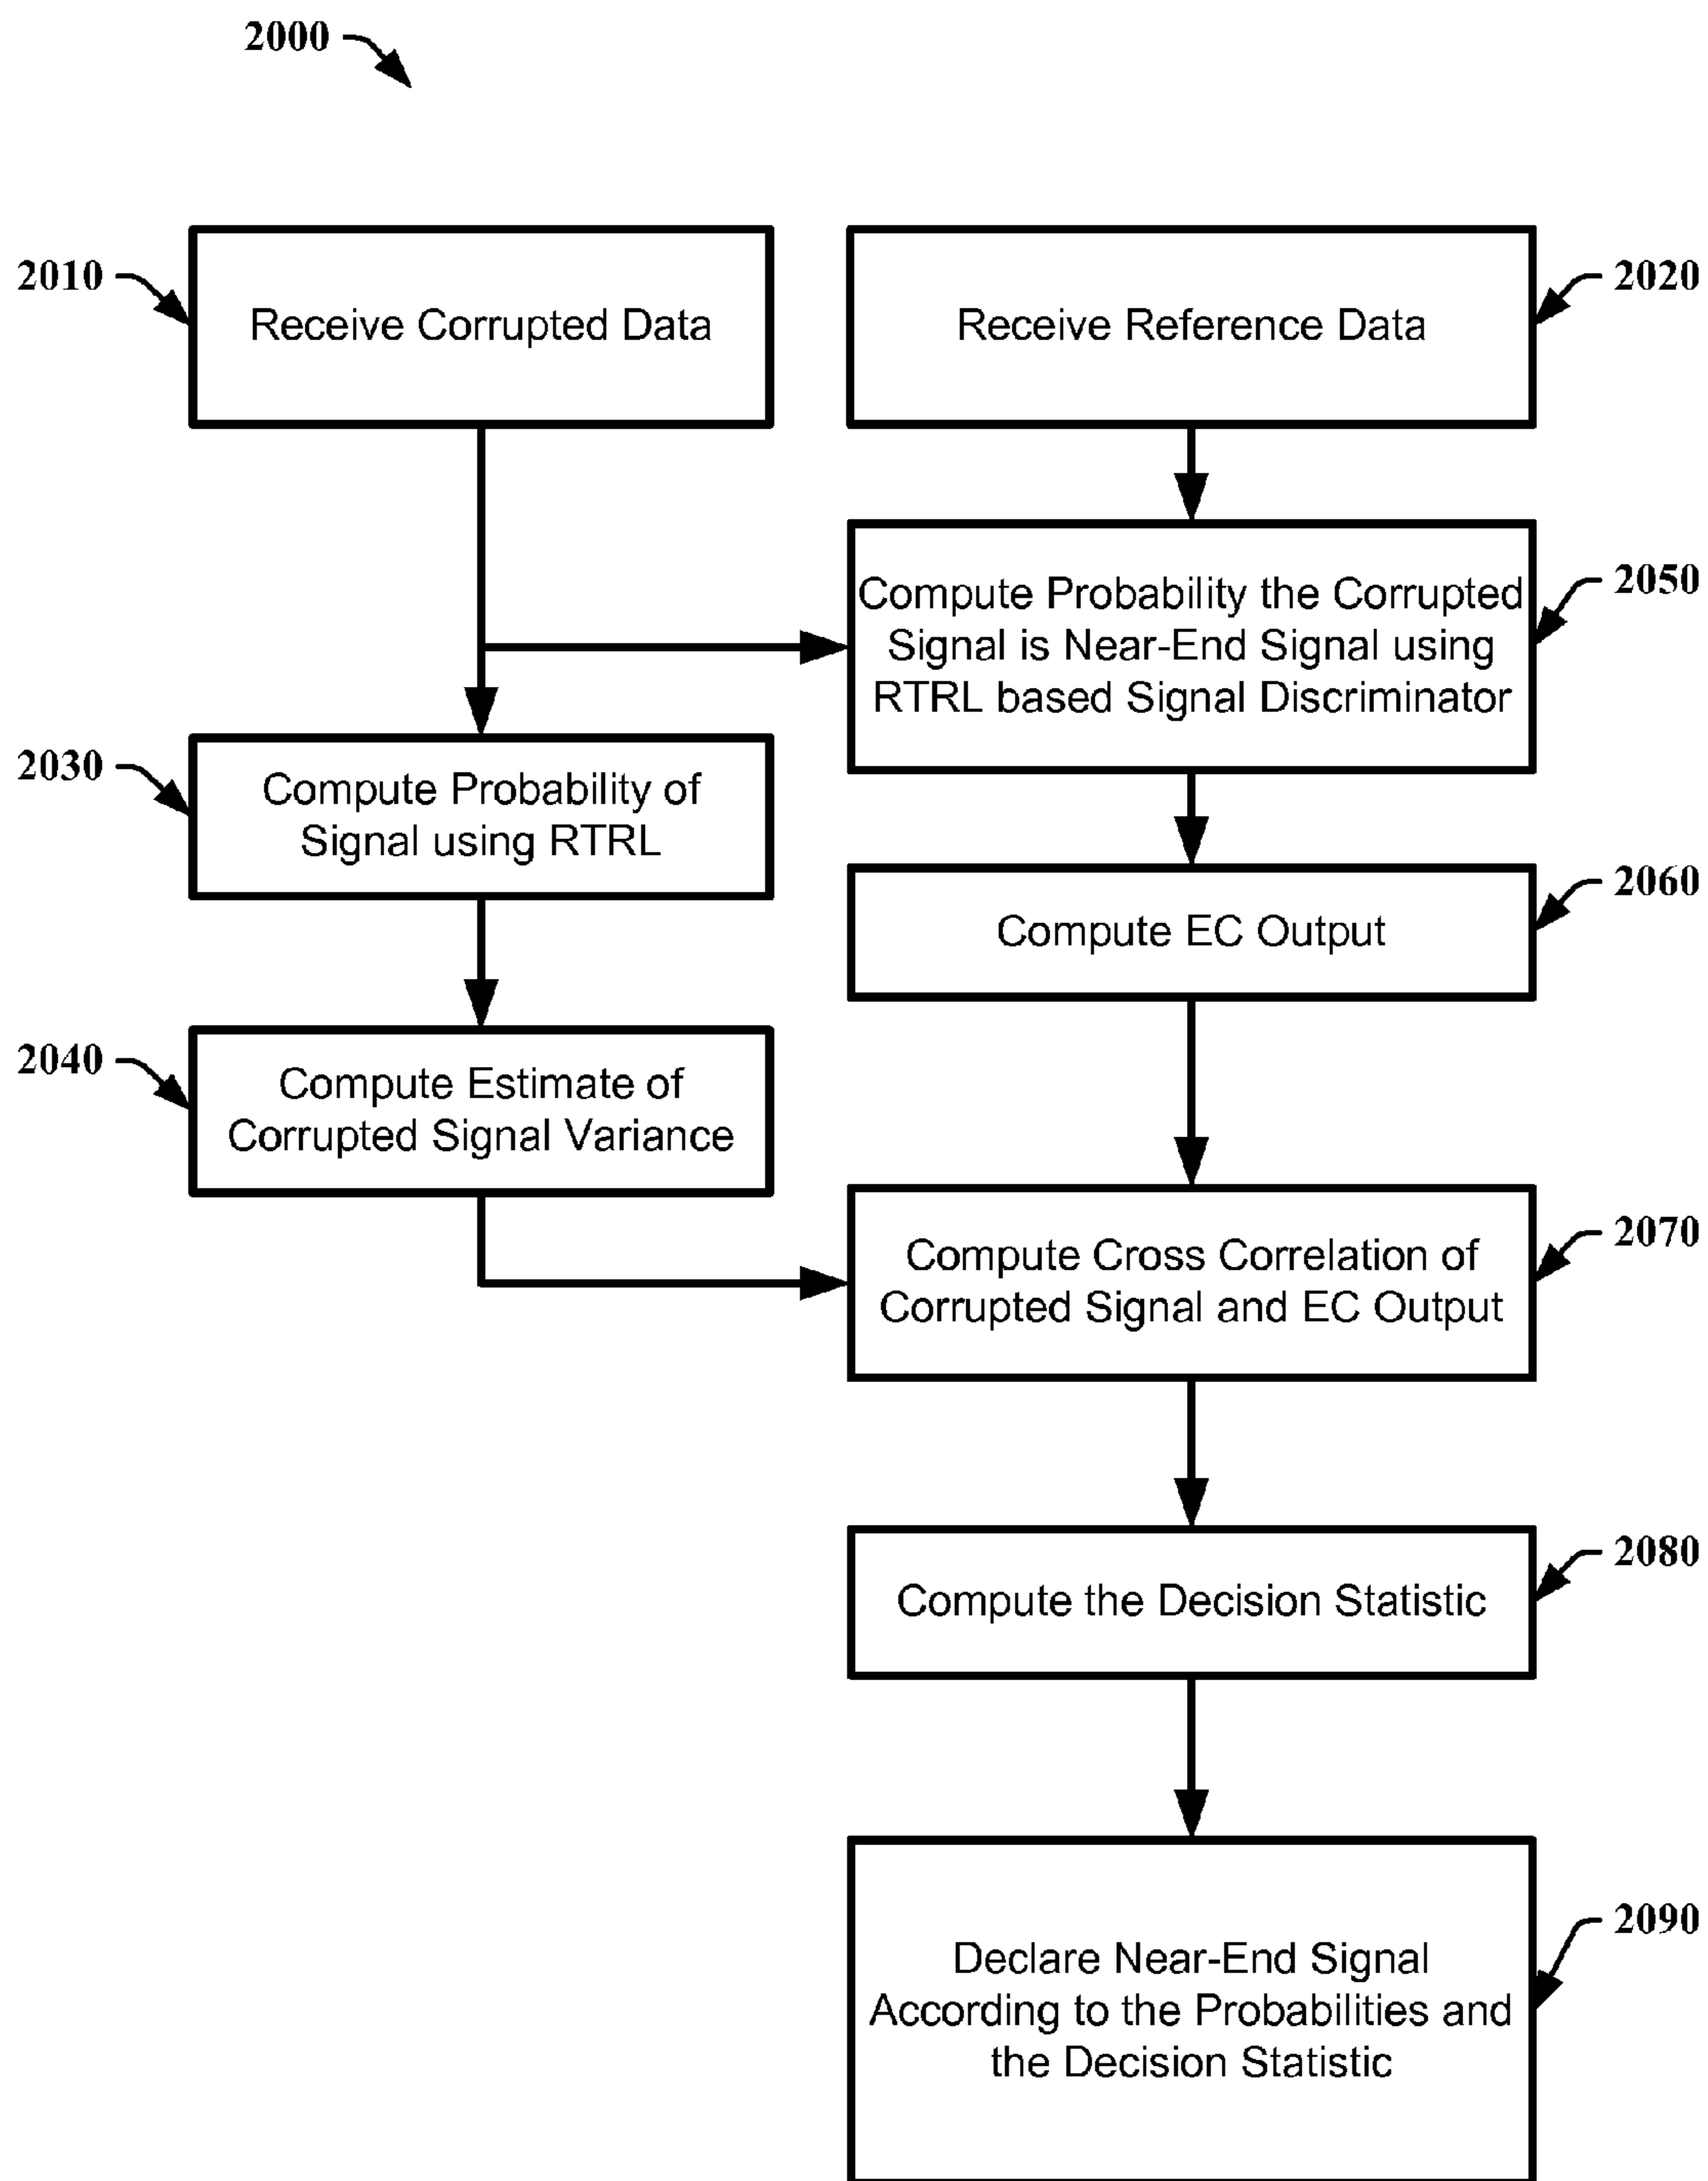 2000
2010
Receive Corrupted Data
Receive Reference Data
2020
Compute Probability the Corrupted
Signal is Near-End Signal using
RTRL based Signal Discriminator
2050
2030
Compute Probability of
Signal using RTRL
Compute EC Output
2060
2040
Compute Estimate of
Corrupted Signal Variance
Compute Cross Correlation of
Corrupted Signal and EC Output
2070
Compute the Decision Statistic
2080
Declare Near-End Signal
According to the Probabilities and
the Decision Statistic
2090